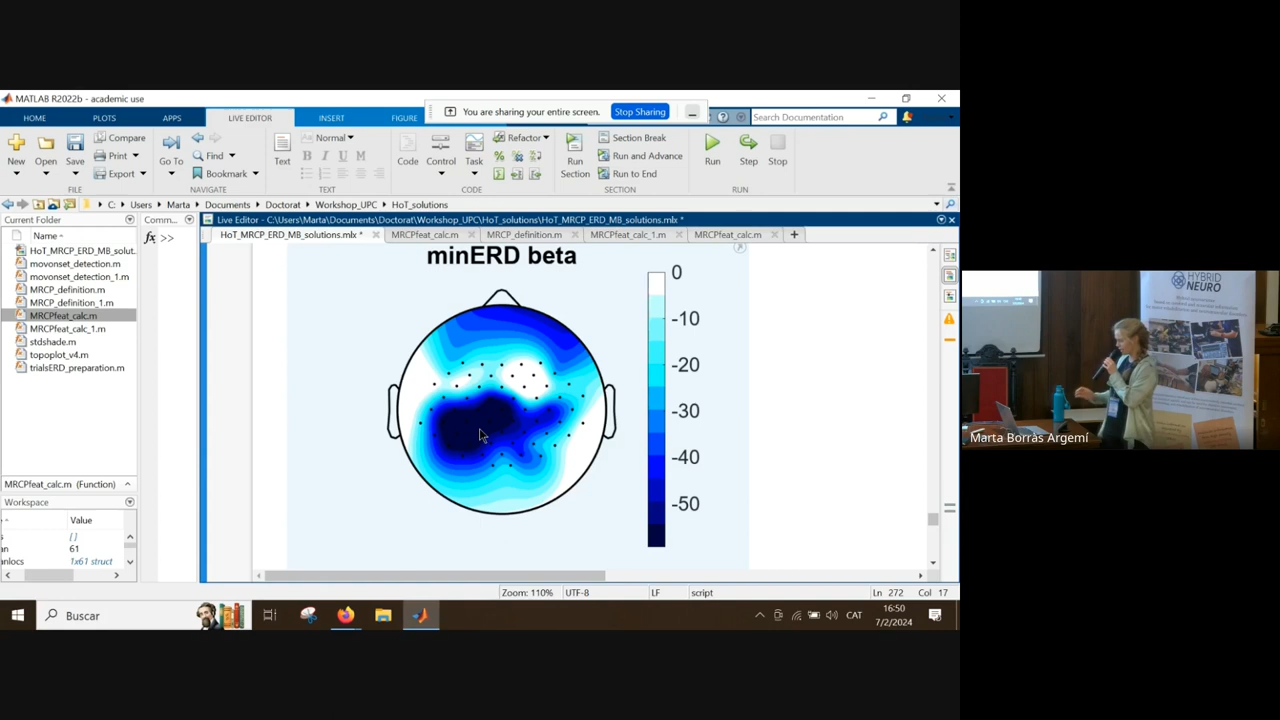 MATLAB R2022b - academic use
You are sharing your entire screen. Stop Sharing
HOME PLOTS APPS LIVE EDITOR INSERT FIGURE
Search Documentation
New Open Save Compare Print Export
Go To Find Bookmark
Text Normal B I U M
Code Control Task Refactor
Run Section Section Break Run and Advance Run to End
Run Step Stop
FILE NAVIGATE TEXT CODE SECTION RUN
C: Users Marta Documents Doctorat Workshop_UPC HoT_solutions
Current Folder
Name
HoT_MRCP_ERD_MB_solut...
movonset_detection.m
movonset_detection_1.m
MRCP_definition.m
MRCP_definition_1.m
MRCPfeat_calc.m
MRCPfeat_calc_1.m
stdshade.m
topoplot_v4.m
trialsERD_preparation.m
MRCPfeat_calc.m (Function)
Workspace
Value
[ ]
an 61
anlocs 1x61 struct
Comm...
fx >>
Live Editor - C:\Users\Marta\Documents\Doctorat\Workshop_UPC\HoT_solutions\HoT_MRCP_ERD_MB_solutions.mlx *
HoT_MRCP_ERD_MB_solutions.mlx * MRCPfeat_calc.m MRCP_definition.m MRCPfeat_calc_1.m MRCPfeat_calc.m
minERD beta
0
-10
-20
-30
-40
-50
Zoom: 110% UTF-8 LF script Ln 272 Col 17
Buscar
CAT
16:50
7/2/2024
HYBRID
NEURO
Marta Borràs Argemí